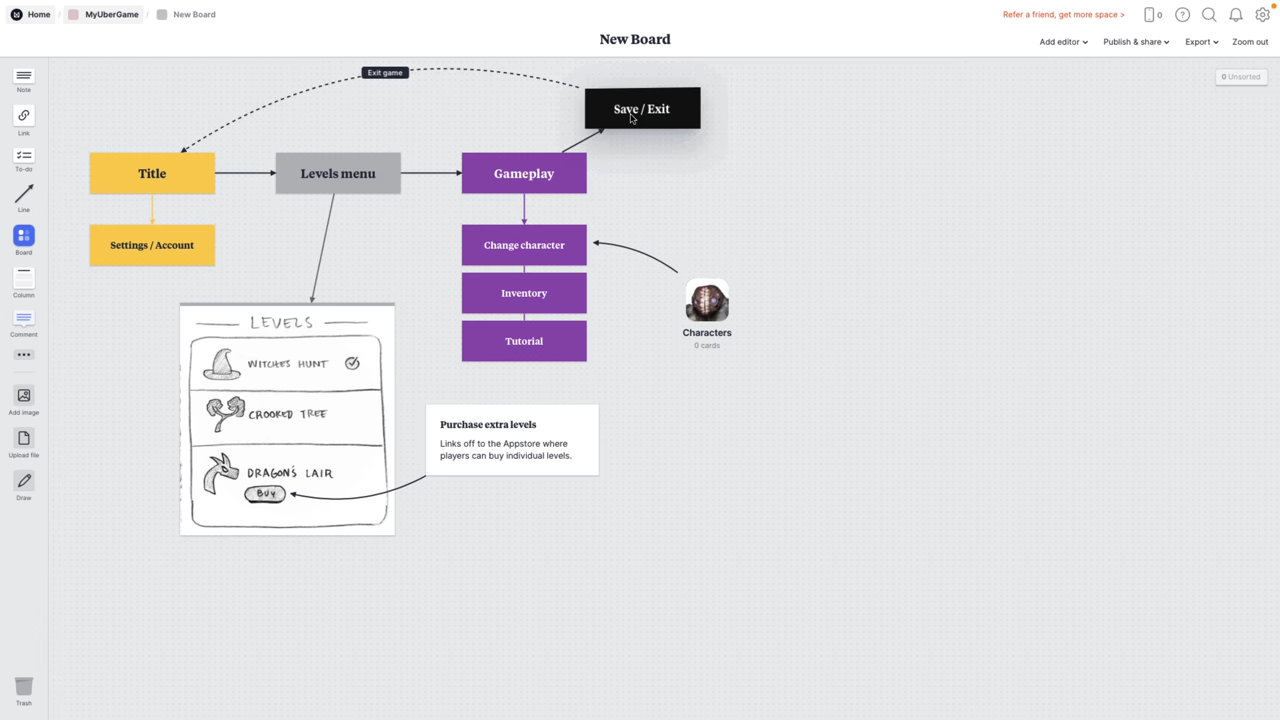 Home / MyUberGame / New Board
Refer a friend, get more space >
0
New Board
Add editor
Publish & share
Export
Zoom out
Note
Link
To-do
Line
Board
Column
Comment
Add image
Upload file
Draw
Trash
0 Unsorted
Exit game
Save / Exit
Title
Levels menu
Gameplay
Settings / Account
Change character
Inventory
Tutorial
Characters
0 cards
LEVELS
WITCHES HUNT
CROOKED TREE
DRAGON'S LAIR
BUY
Purchase extra levels
Links off to the Appstore where
players can buy individual levels.